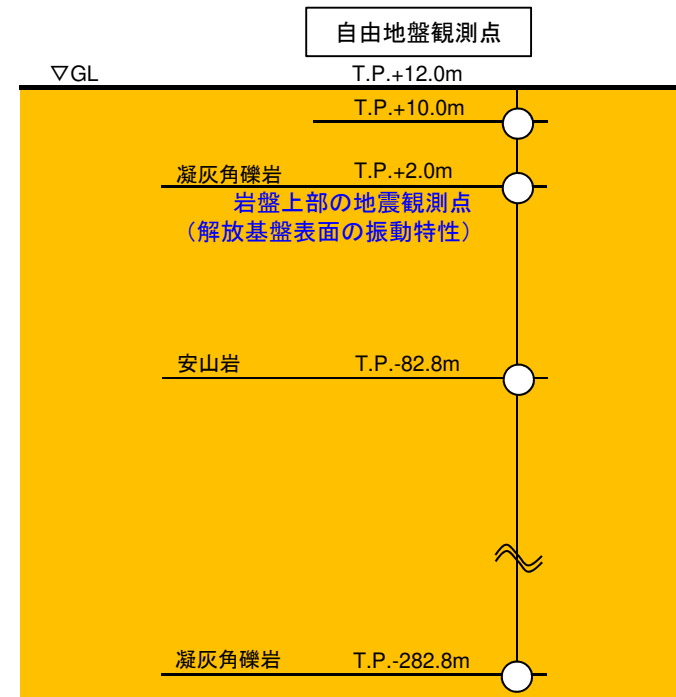 自由地盤観測点
▽GL T.P.+12.0m
T.P.+10.0m
凝灰角礫岩 T.P.+2.0m
岩盤上部の地震観測点
（解放基盤表面の振動特性）
安山岩 T.P.-82.8m
凝灰角礫岩 T.P.-282.8m